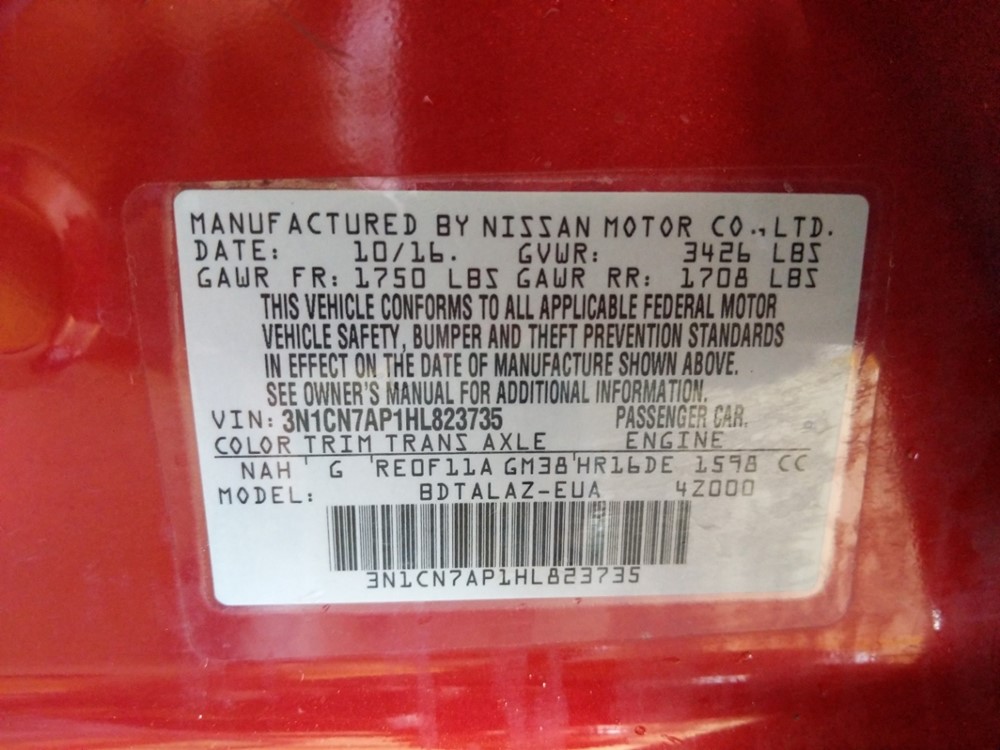 MANUFACTURED BY NISSAN MOTOR CO.,LTD.
DATE: 10/16. GVWR: 3426 LBS
GAWR FR: 1750 LBS GAWR RR: 1708 LBS
THIS VEHICLE CONFORMS TO ALL APPLICABLE FEDERAL MOTOR
VEHICLE SAFETY, BUMPER AND THEFT PREVENTION STANDARDS
IN EFFECT ON THE DATE OF MANUFACTURE SHOWN ABOVE.
SEE OWNER'S MANUAL FOR ADDITIONAL INFORMATION.
VIN: 3N1CN7AP1HL823735 PASSENGER CAR.
COLOR TRIM TRANS AXLE ENGINE
NAH G RE0F11A GM38 HR16DE 1598 CC
MODEL: BDTALAZ-EUA 4Z000
3N1CN7AP1HL823735